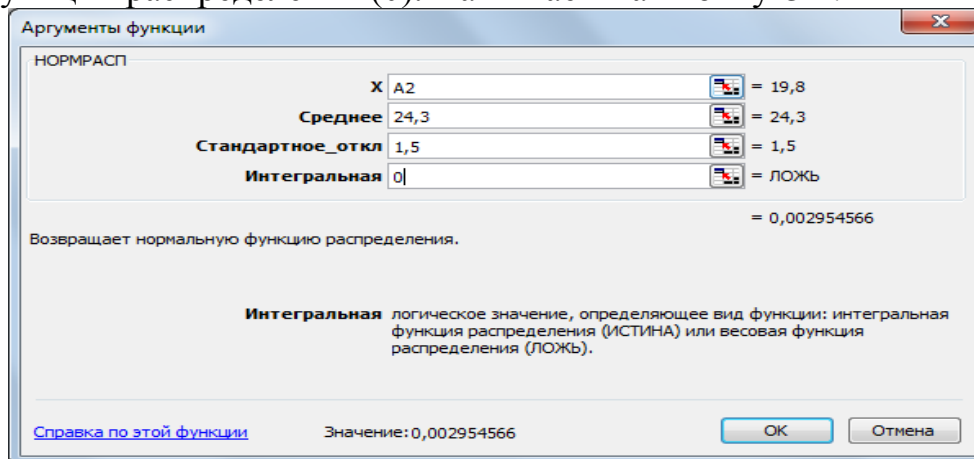 Аргументы функции
НОРМРАСП
X A2 = 19,8
Среднее 24,3 = 24,3
Стандартное_откл 1,5 = 1,5
Интегральная 0 = ЛОЖЬ
= 0,002954566
Возвращает нормальную функцию распределения.
Интегральная логическое значение, определяющее вид функции: интегральная
функция распределения (ИСТИНА) или весовая функция
распределения (ЛОЖЬ).
Справка по этой функции Значение: 0,002954566 ОК Отмена